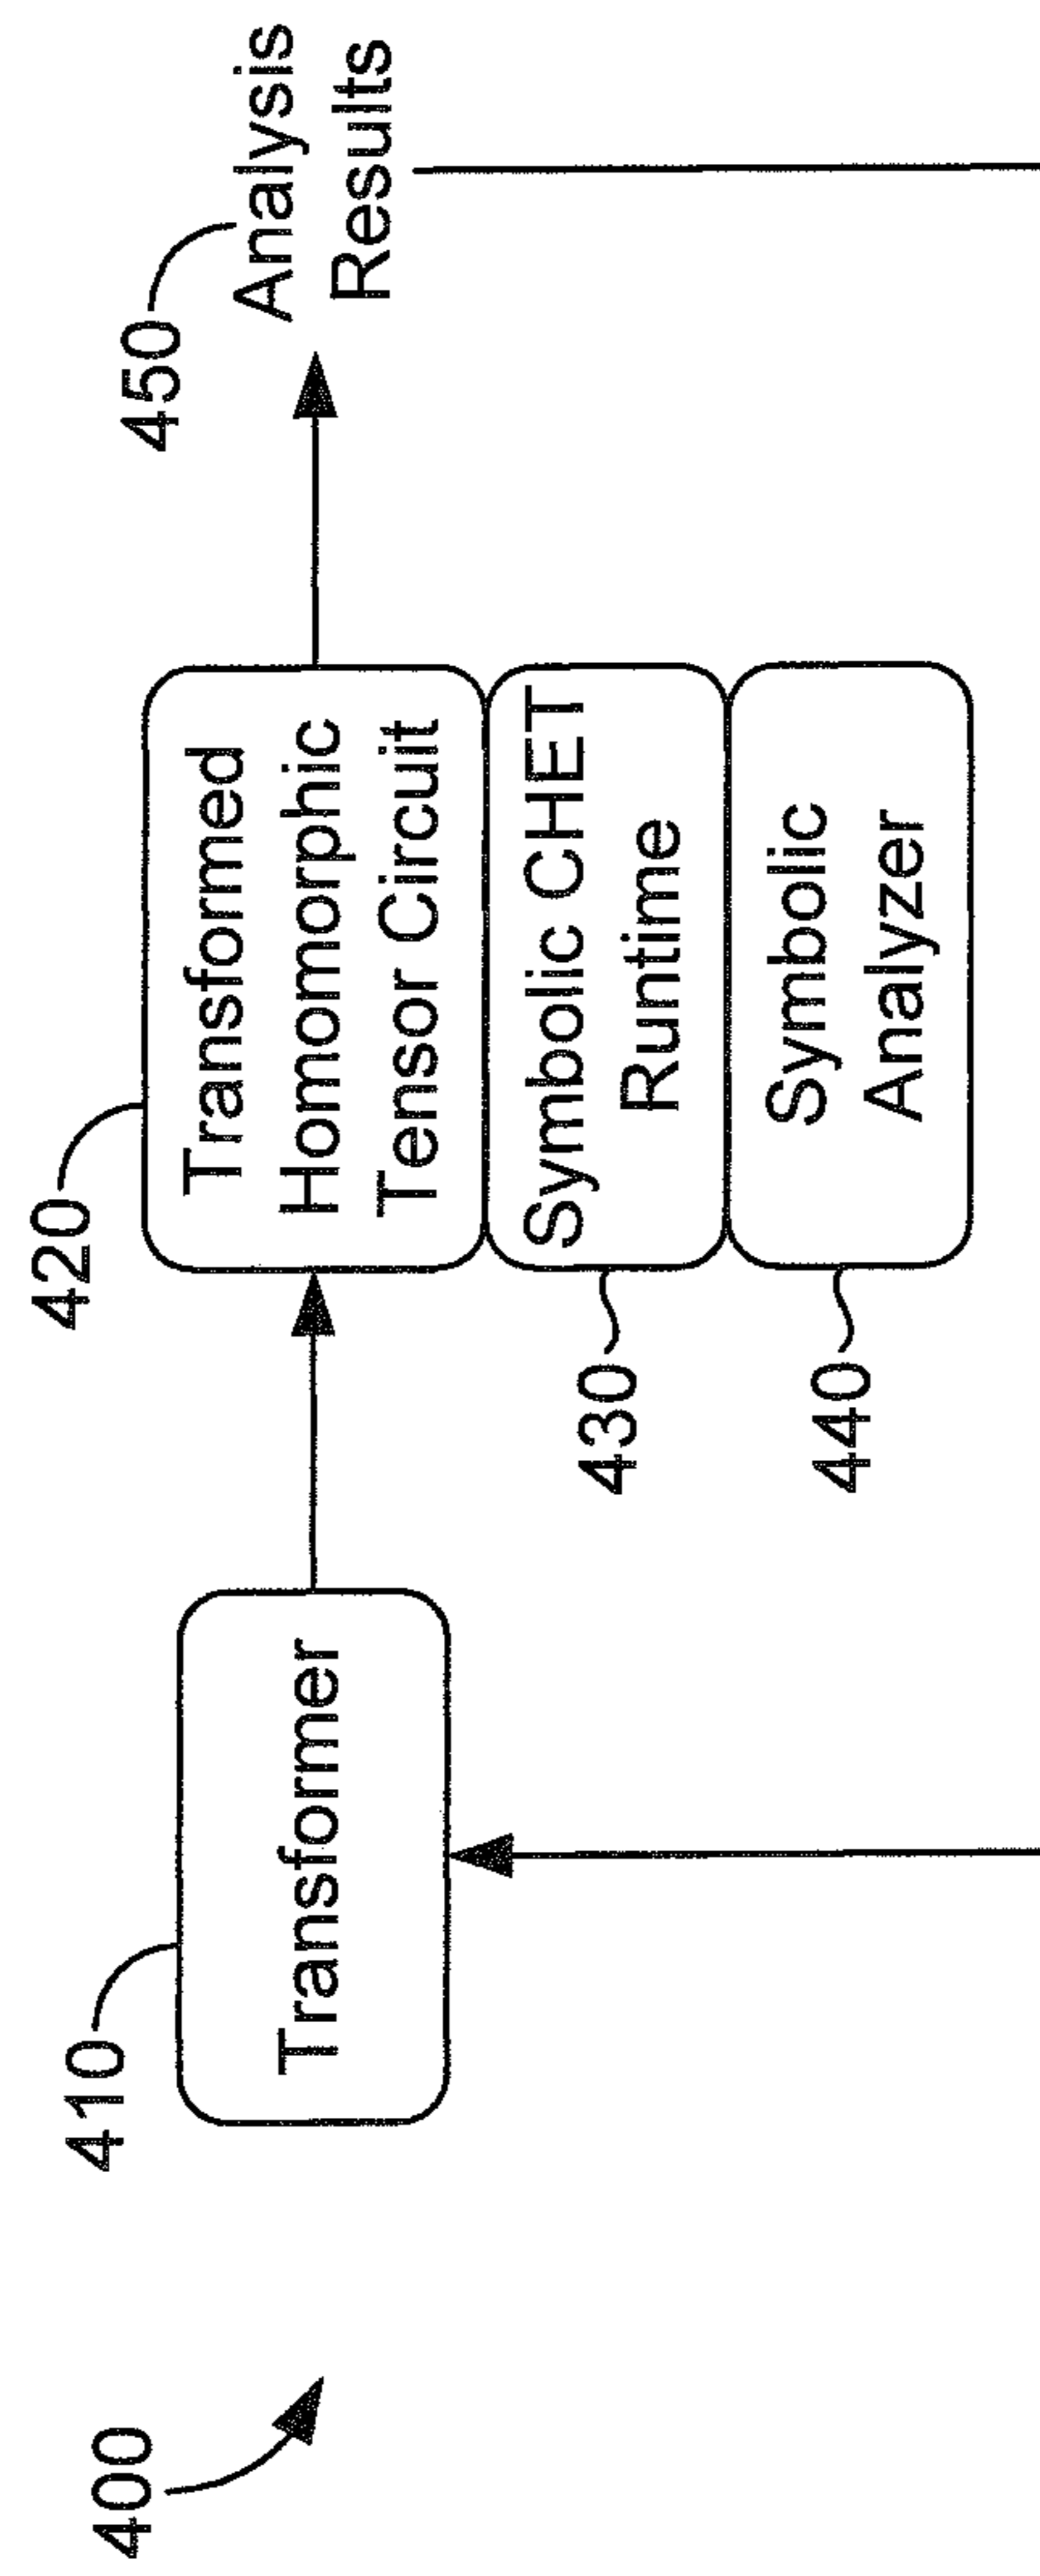 400
410
Transformer
420
Transformed
Homomorphic
Tensor Circuit
430
Symbolic CHET
Runtime
440
Symbolic
Analyzer
450
Analysis
Results